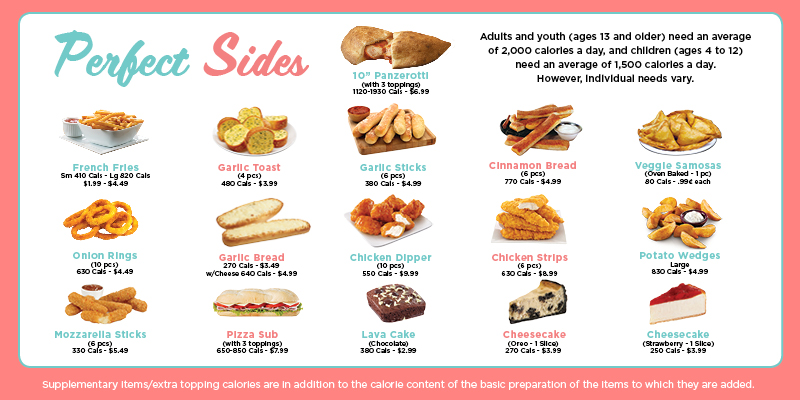 Perfect Sides
10" Panzerotti
(with 3 toppings)
1120-1930 Cals - $6.99
Adults and youth (ages 13 and older) need an average
of 2,000 calories a day, and children (ages 4 to 12)
need an average of 1,500 calories a day.
However, individual needs vary.
French Fries
Sm 410 Cals - Lg 820 Cals
$1.99 - $4.49
Garlic Toast
(4 pcs)
480 Cals - $3.99
Garlic Sticks
(6 pcs)
380 Cals - $4.99
Cinnamon Bread
(6 pcs)
770 Cals - $4.99
Veggie Samosas
(Oven Baked - 1 pc)
80 Cals - .99¢ each
Onion Rings
(10 pcs)
630 Cals - $4.49
Garlic Bread
270 Cals - $3.49
w/Cheese 640 Cals - $4.99
Chicken Dipper
(10 pcs)
550 Cals - $9.99
Chicken Strips
(6 pcs)
630 Cals - $8.99
Potato Wedges
Large
830 Cals - $4.99
Mozzarella Sticks
(6 pcs)
330 Cals - $5.49
Pizza Sub
(with 3 toppings)
650-850 Cals - $7.99
Lava Cake
(Chocolate)
380 Cals - $2.99
Cheesecake
(Oreo - 1 Slice)
270 Cals - $3.99
Cheesecake
(Strawberry - 1 Slice)
250 Cals - $3.99
Supplementary items/extra topping calories are in addition to the calorie content of the basic preparation of the items to which they are added.